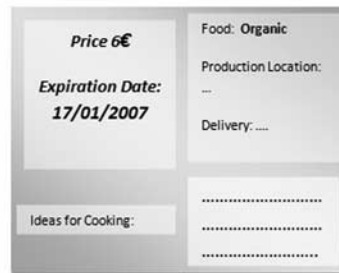 Price 6€
Expiration Date:
17/01/2007
Food: Organic
Production Location:
...
Delivery: ....
Ideas for Cooking:
..............................
..............................
..............................